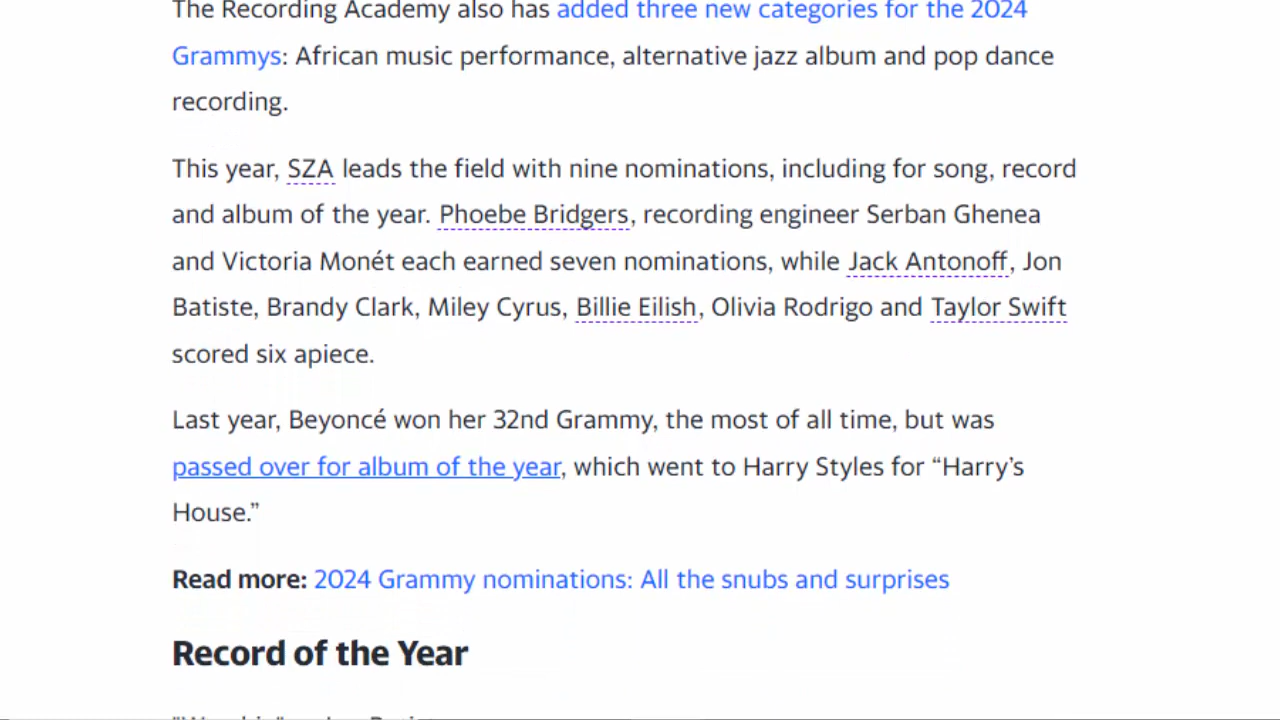 The Recording Academy also has added three new categories for the 2024
Grammys: African music performance, alternative jazz album and pop dance
recording.
This year, SZA leads the field with nine nominations, including for song, record
and album of the year. Phoebe Bridgers, recording engineer Serban Ghenea
and Victoria Monét each earned seven nominations, while Jack Antonoff, Jon
Batiste, Brandy Clark, Miley Cyrus, Billie Eilish, Olivia Rodrigo and Taylor Swift
scored six apiece.
Last year, Beyoncé won her 32nd Grammy, the most of all time, but was
passed over for album of the year, which went to Harry Styles for “Harry’s
House.”
Read more: 2024 Grammy nominations: All the snubs and surprises
Record of the Year